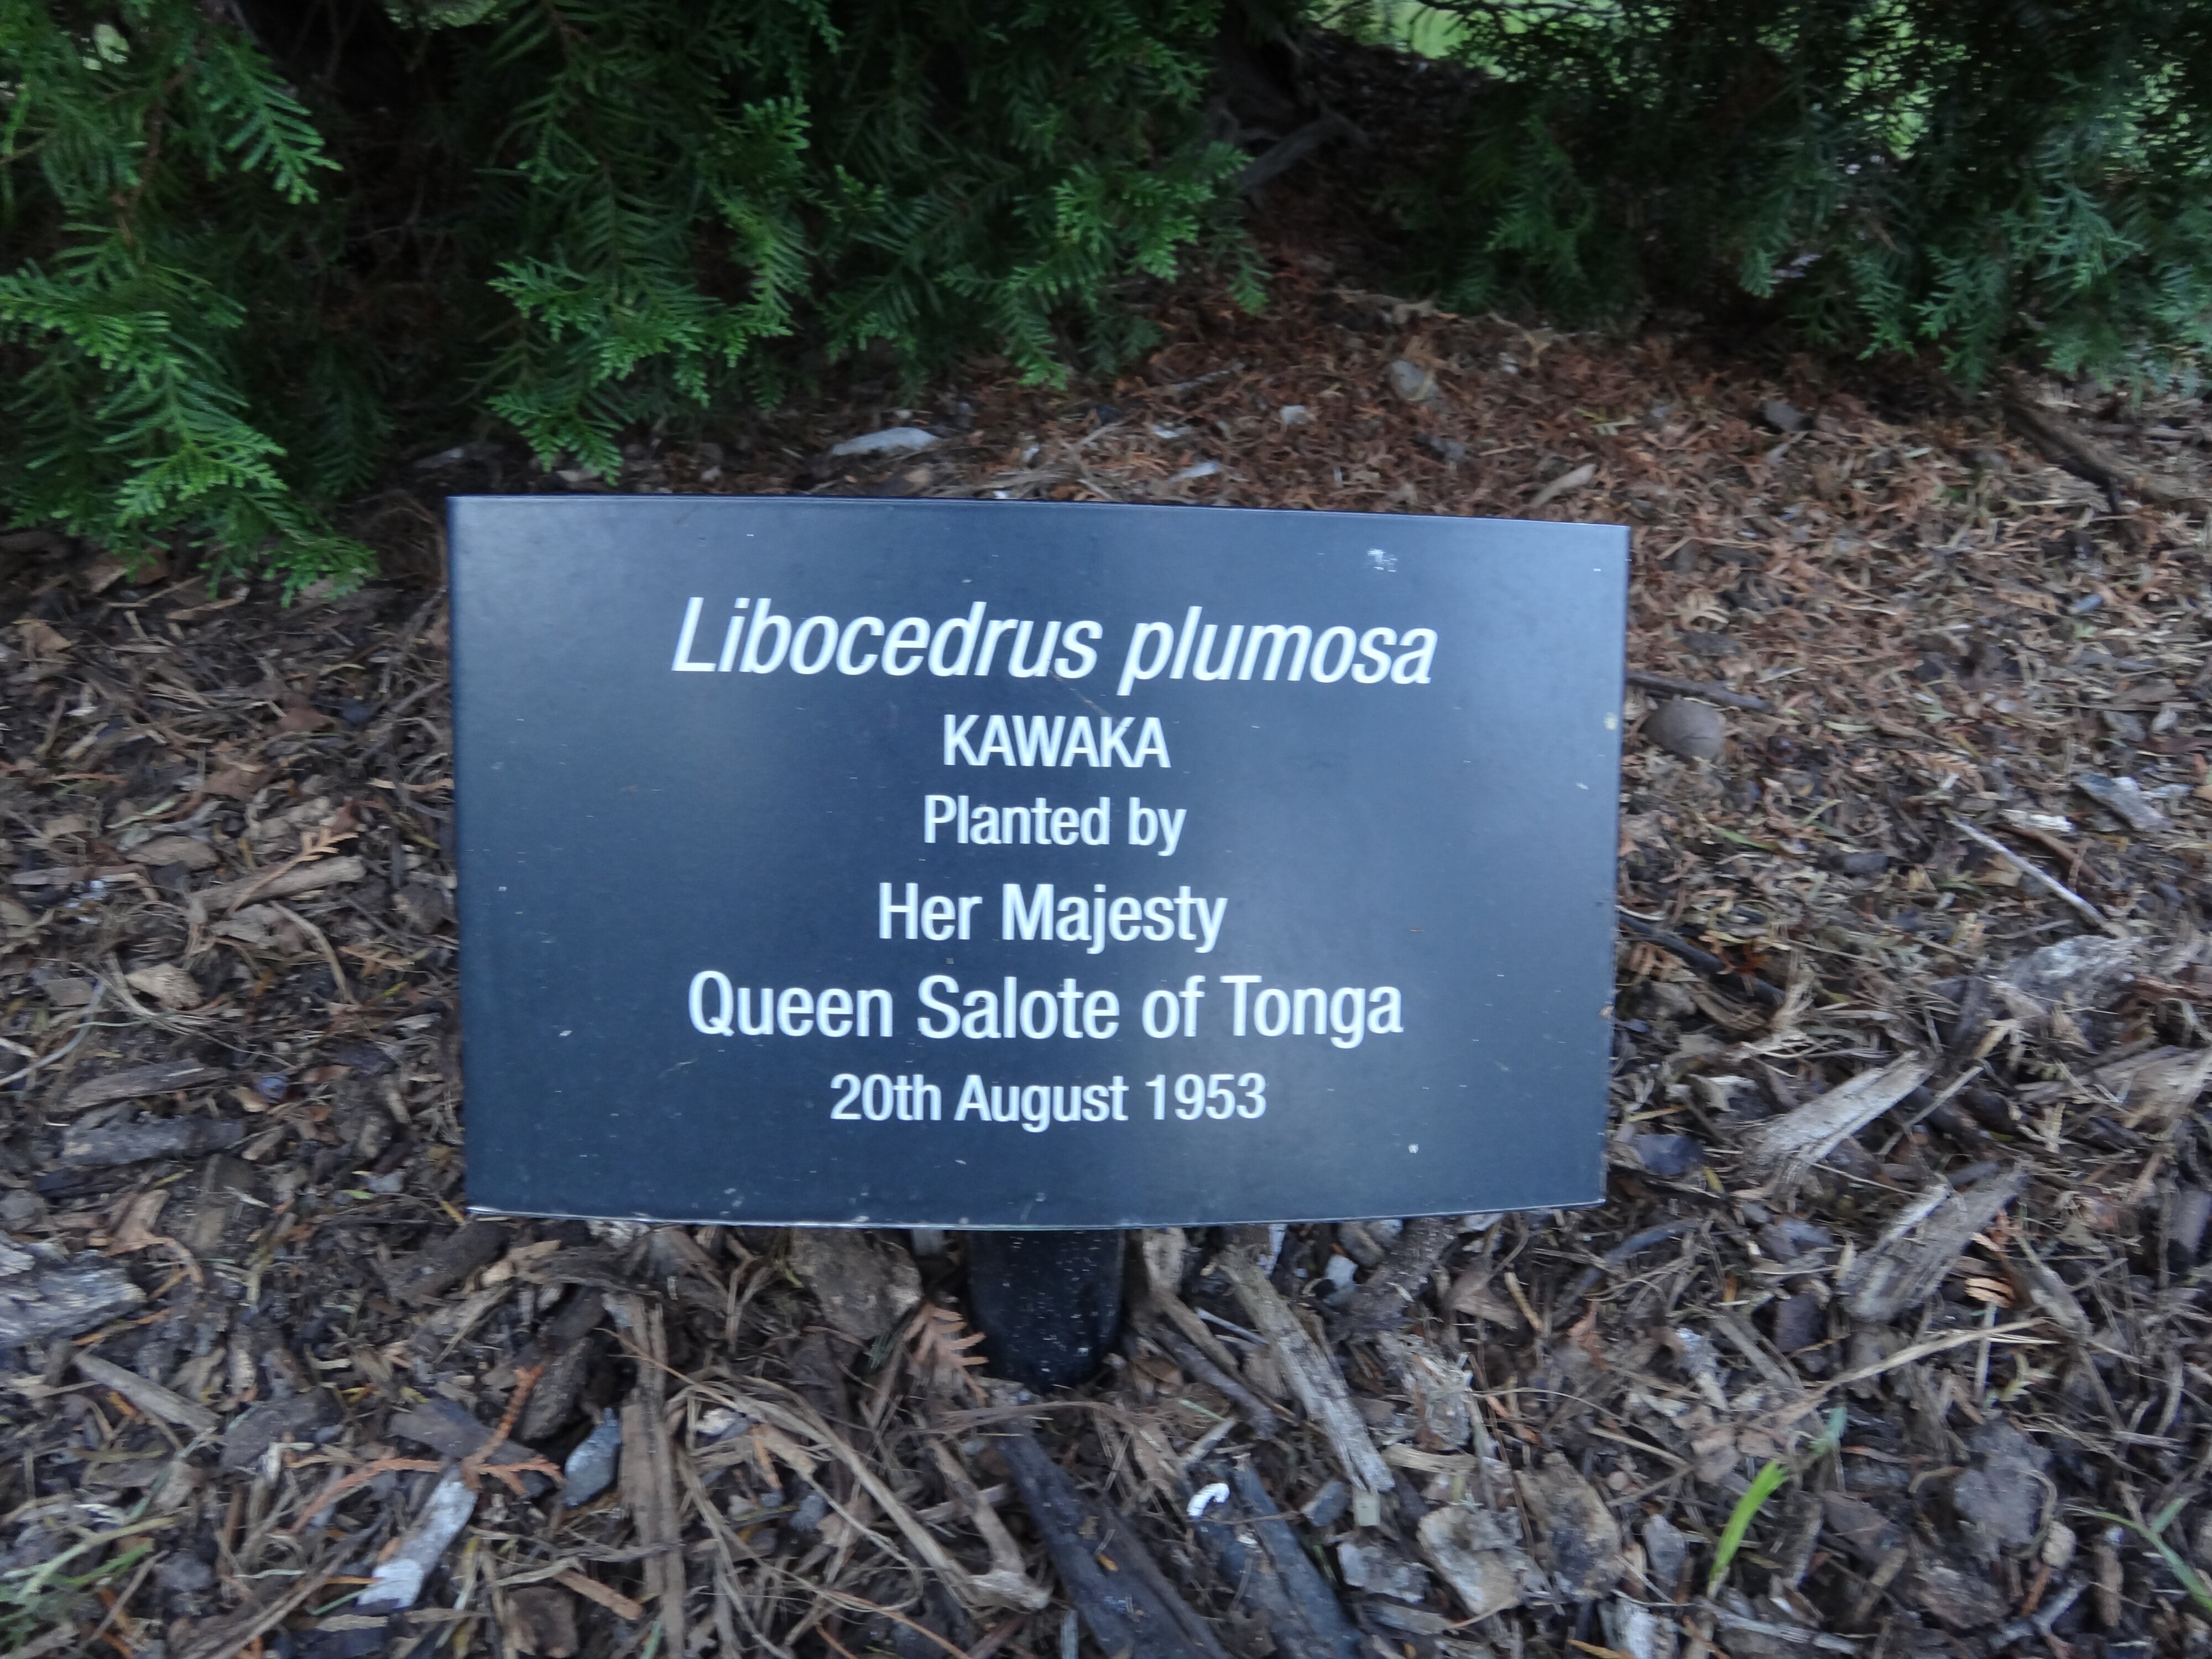 Libocedrus plumosa
KAWAKA
Planted by
Her Majesty
Queen Salote of Tonga
20th August 1953